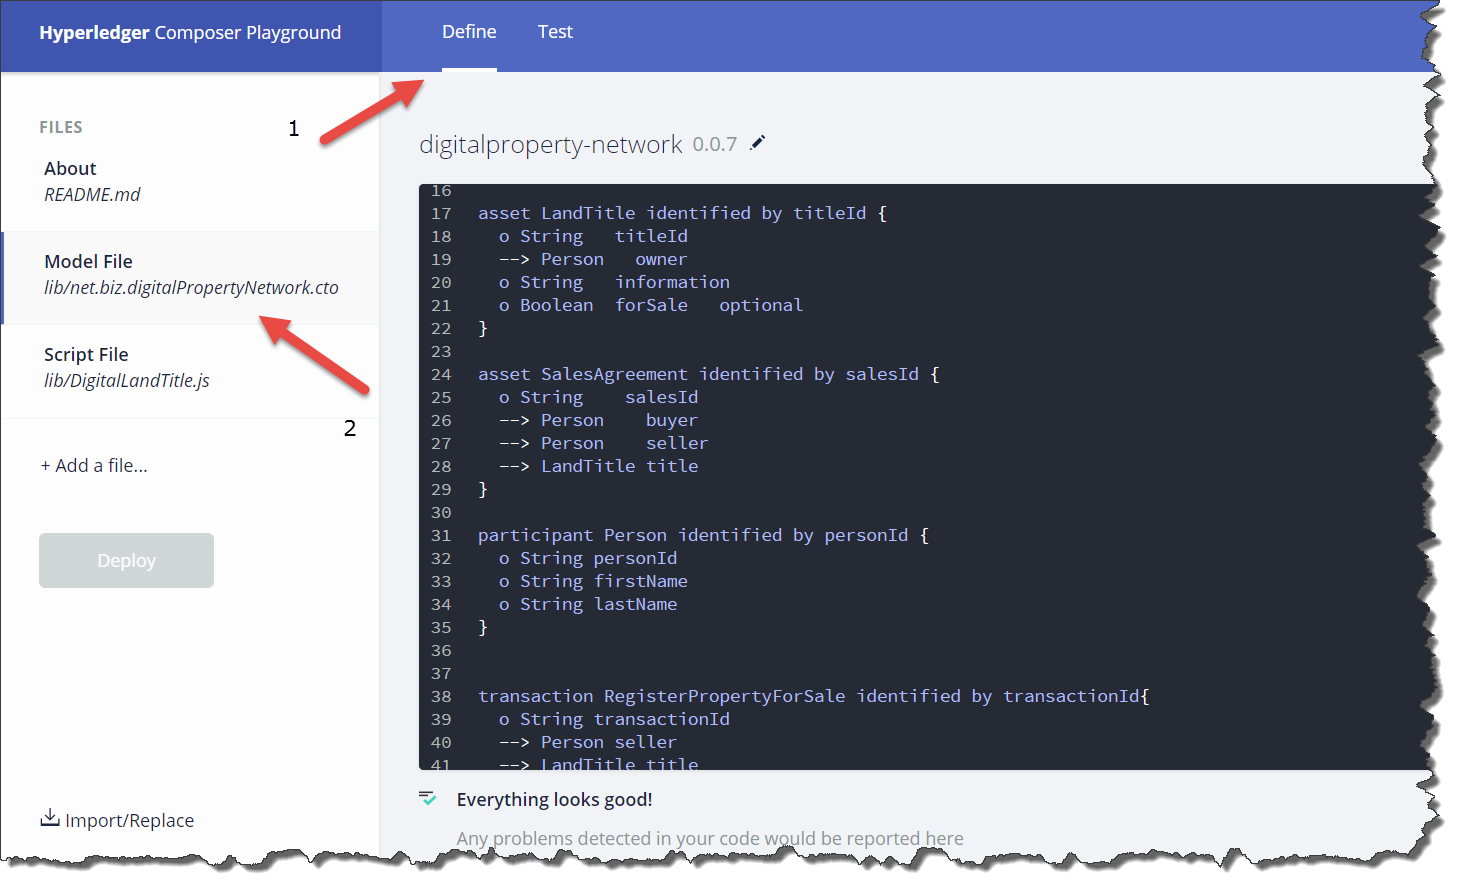 Hyperledger Composer Playground
Define Test
FILES
1
About
README.md
Model File
lib/net.biz.digitalPropertyNetwork.cto
Script File
lib/DigitalLandTitle.js
2
+ Add a file...
Deploy
Import/Replace
digitalproperty-network 0.0.7
16
17 asset LandTitle identified by titleId {
18 o String titleId
19 --> Person owner
20 o String information
21 o Boolean forSale optional
22 }
23
24 asset SalesAgreement identified by salesId {
25 o String salesId
26 --> Person buyer
27 --> Person seller
28 --> LandTitle title
29 }
30
31 participant Person identified by personId {
32 o String personId
33 o String firstName
34 o String lastName
35 }
36
37
38 transaction RegisterPropertyForSale identified by transactionId{
39 o String transactionId
40 --> Person seller
41 --> LandTitle title
Everything looks good!
Any problems detected in your code would be reported here